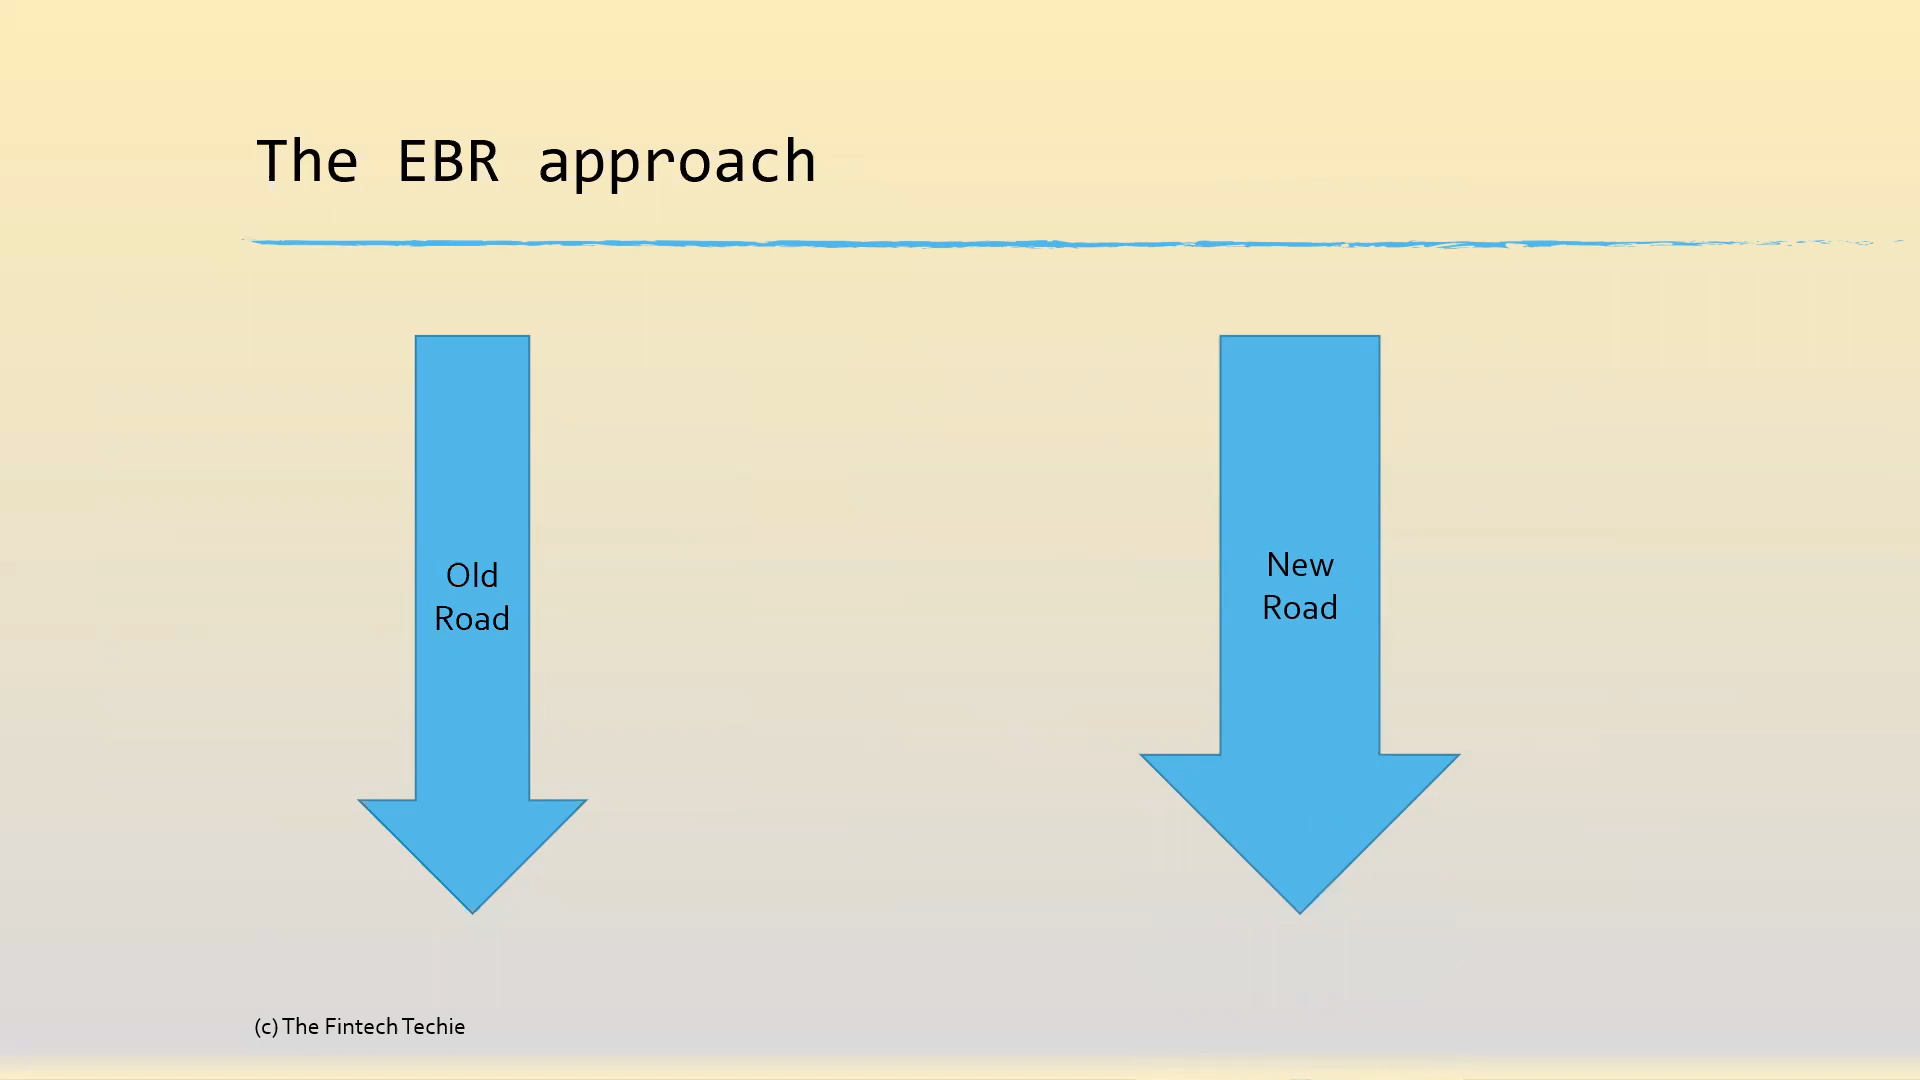 The EBR approach
Old
Road
New
Road
(c) The Fintech Techie